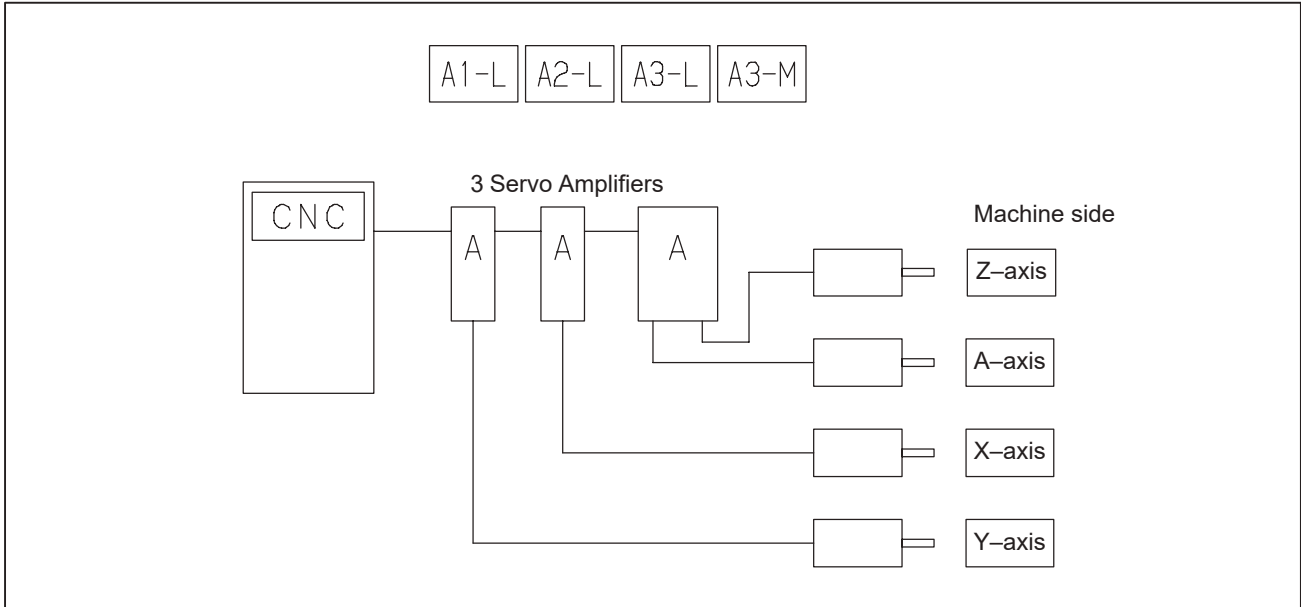 A1-L A2-L A3-L A3-M
3 Servo Amplifiers
CNC
Machine side
A A A
Z–axis
A–axis
X–axis
Y–axis